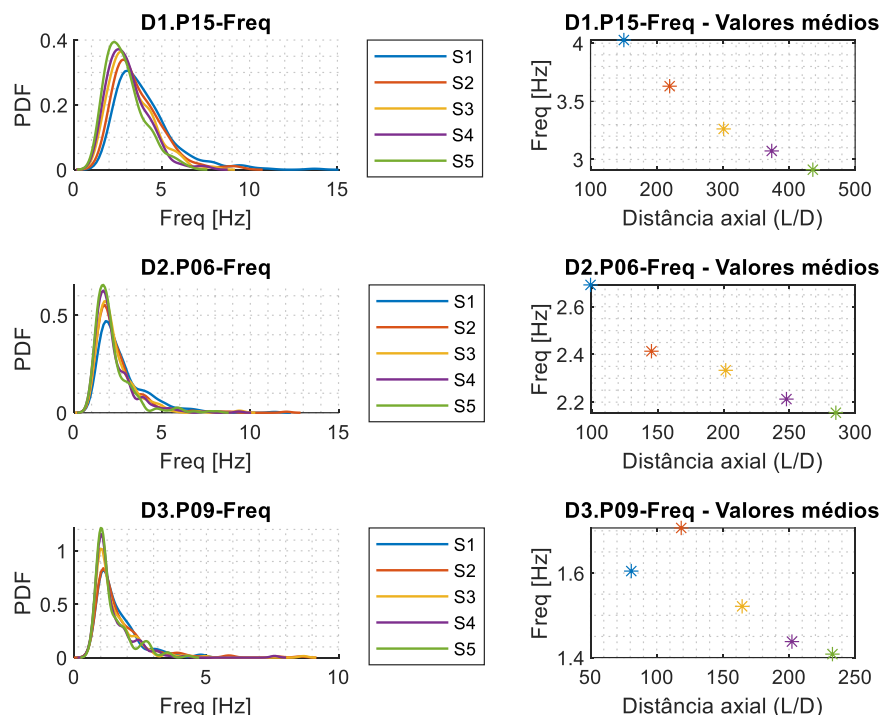 D1.P15-Freq
PDF
0.4
0.2
0
0 5 10 15
Freq [Hz]
S1
S2
S3
S4
S5
D1.P15-Freq - Valores médios
Freq [Hz]
4
3.5
3
100 200 300 400 500
Distância axial (L/D)
D2.P06-Freq
PDF
0.5
0
0 5 10 15
Freq [Hz]
S1
S2
S3
S4
S5
D2.P06-Freq - Valores médios
Freq [Hz]
2.6
2.4
2.2
100 150 200 250 300
Distância axial (L/D)
D3.P09-Freq
PDF
1
0.5
0
0 5 10
Freq [Hz]
S1
S2
S3
S4
S5
D3.P09-Freq - Valores médios
Freq [Hz]
1.6
1.4
50 100 150 200 250
Distância axial (L/D)